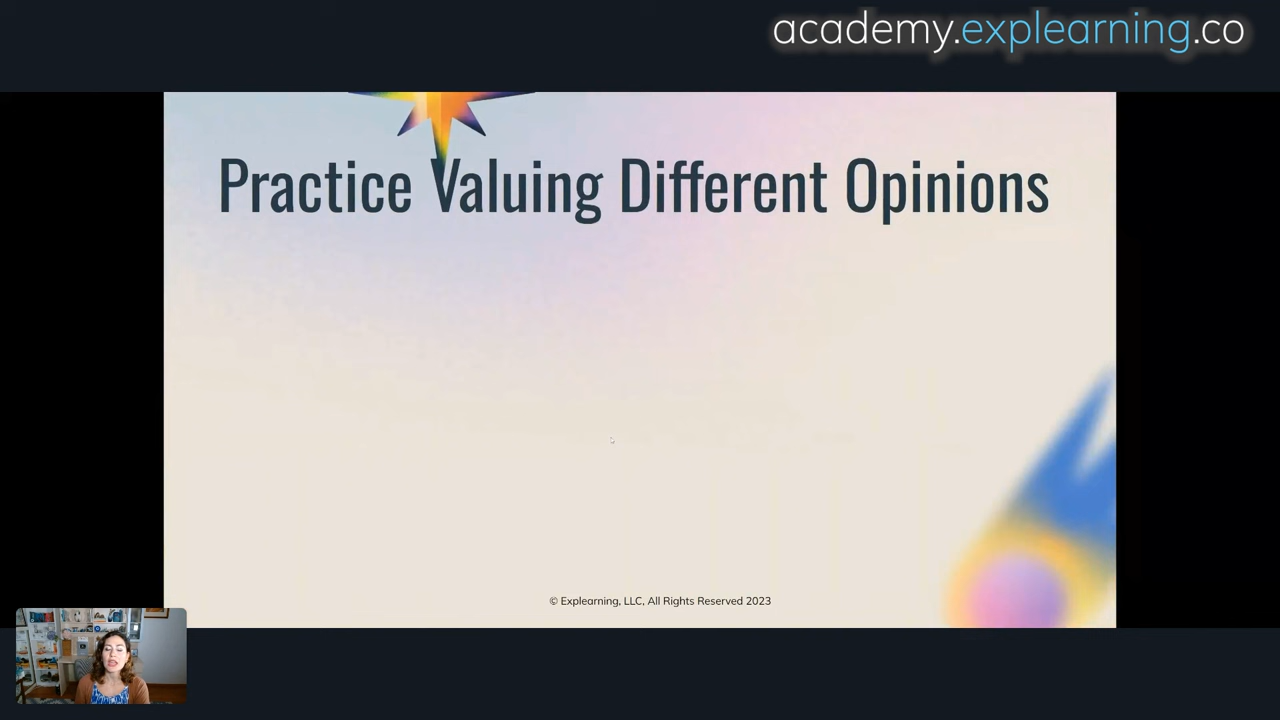 academy.explearning.co
Practice Valuing Different Opinions
© Explearning, LLC, All Rights Reserved 2023